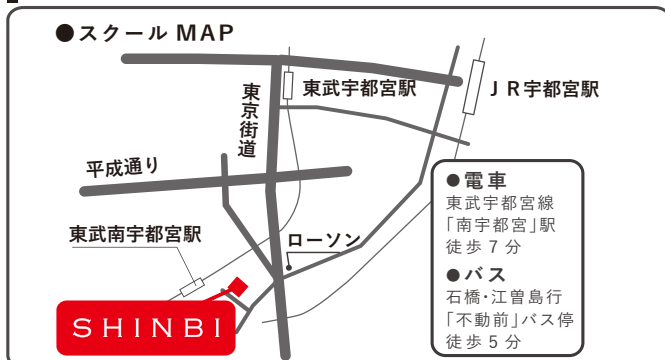 ●スクール MAP
東武宇都宮駅
JR宇都宮駅
東京街道
平成通り
東武南宇都宮駅
ローソン
SHINBI
●電車
東武宇都宮線
「南宇都宮」駅
徒歩7分
●バス
石橋・江曽島行
「不動前」バス停
徒歩5分